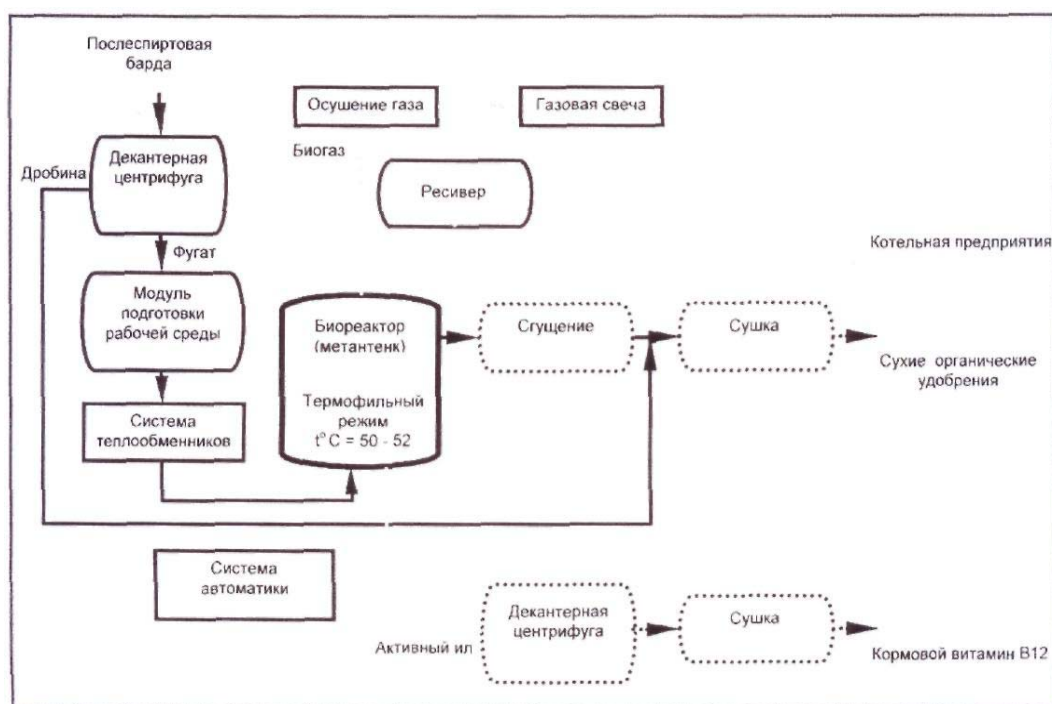 Послеспиртовая
барда
Осушение газа
Газовая свеча
Дробина
Декантерная
центрифуга
Биогаз
Ресивер
Фугат
Котельная предприятия
Модуль
подготовки
рабочей среды
Биореактор
(метантенк)
Термофильный
режим
t° C = 50 - 52
Сгущение
Сушка
Сухие органические
удобрения
Система
теплообменников
Система
автоматики
Активный ил
Декантерная
центрифуга
Сушка
Кормовой витамин В12